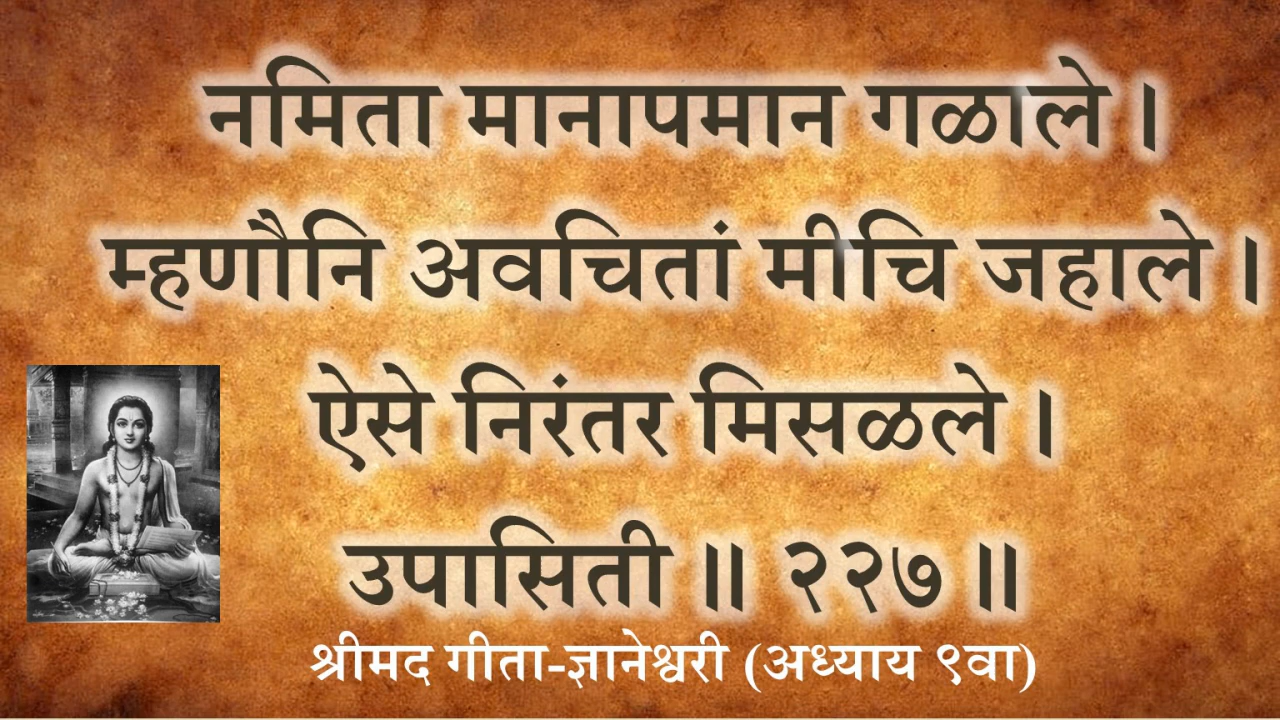 नमिता मानापमान गळाले ।
म्हणौनि अवचितां मीचि जहाले ।
ऐसे निरंतर मिसळले ।
उपासिती ॥ २२७ ॥
श्रीमद गीता-ज्ञानेश्वरी (अध्याय ९वा)